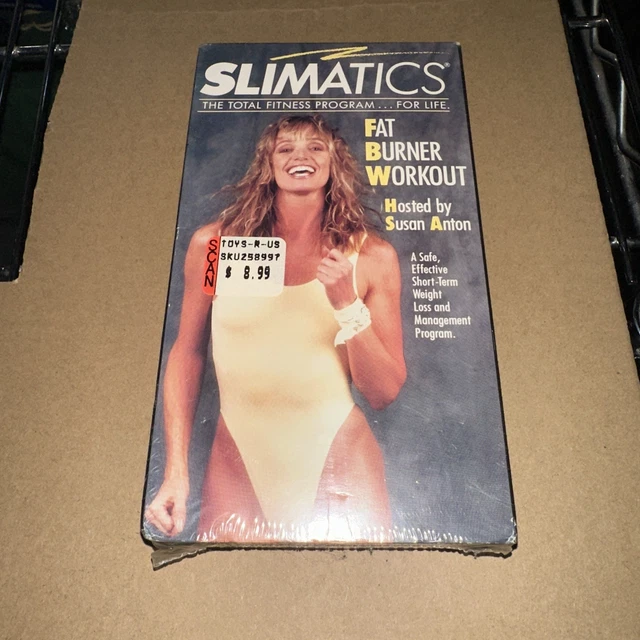 SLIMATICS®
THE TOTAL FITNESS PROGRAM... FOR LIFE.
FAT
BURNER
WORKOUT
Hosted by
Susan Anton
A Safe,
Effective
Short-Term
Weight
Loss and
Management
Program.
SCAN
TOYS-R-US
SKU258997
$ 8.99